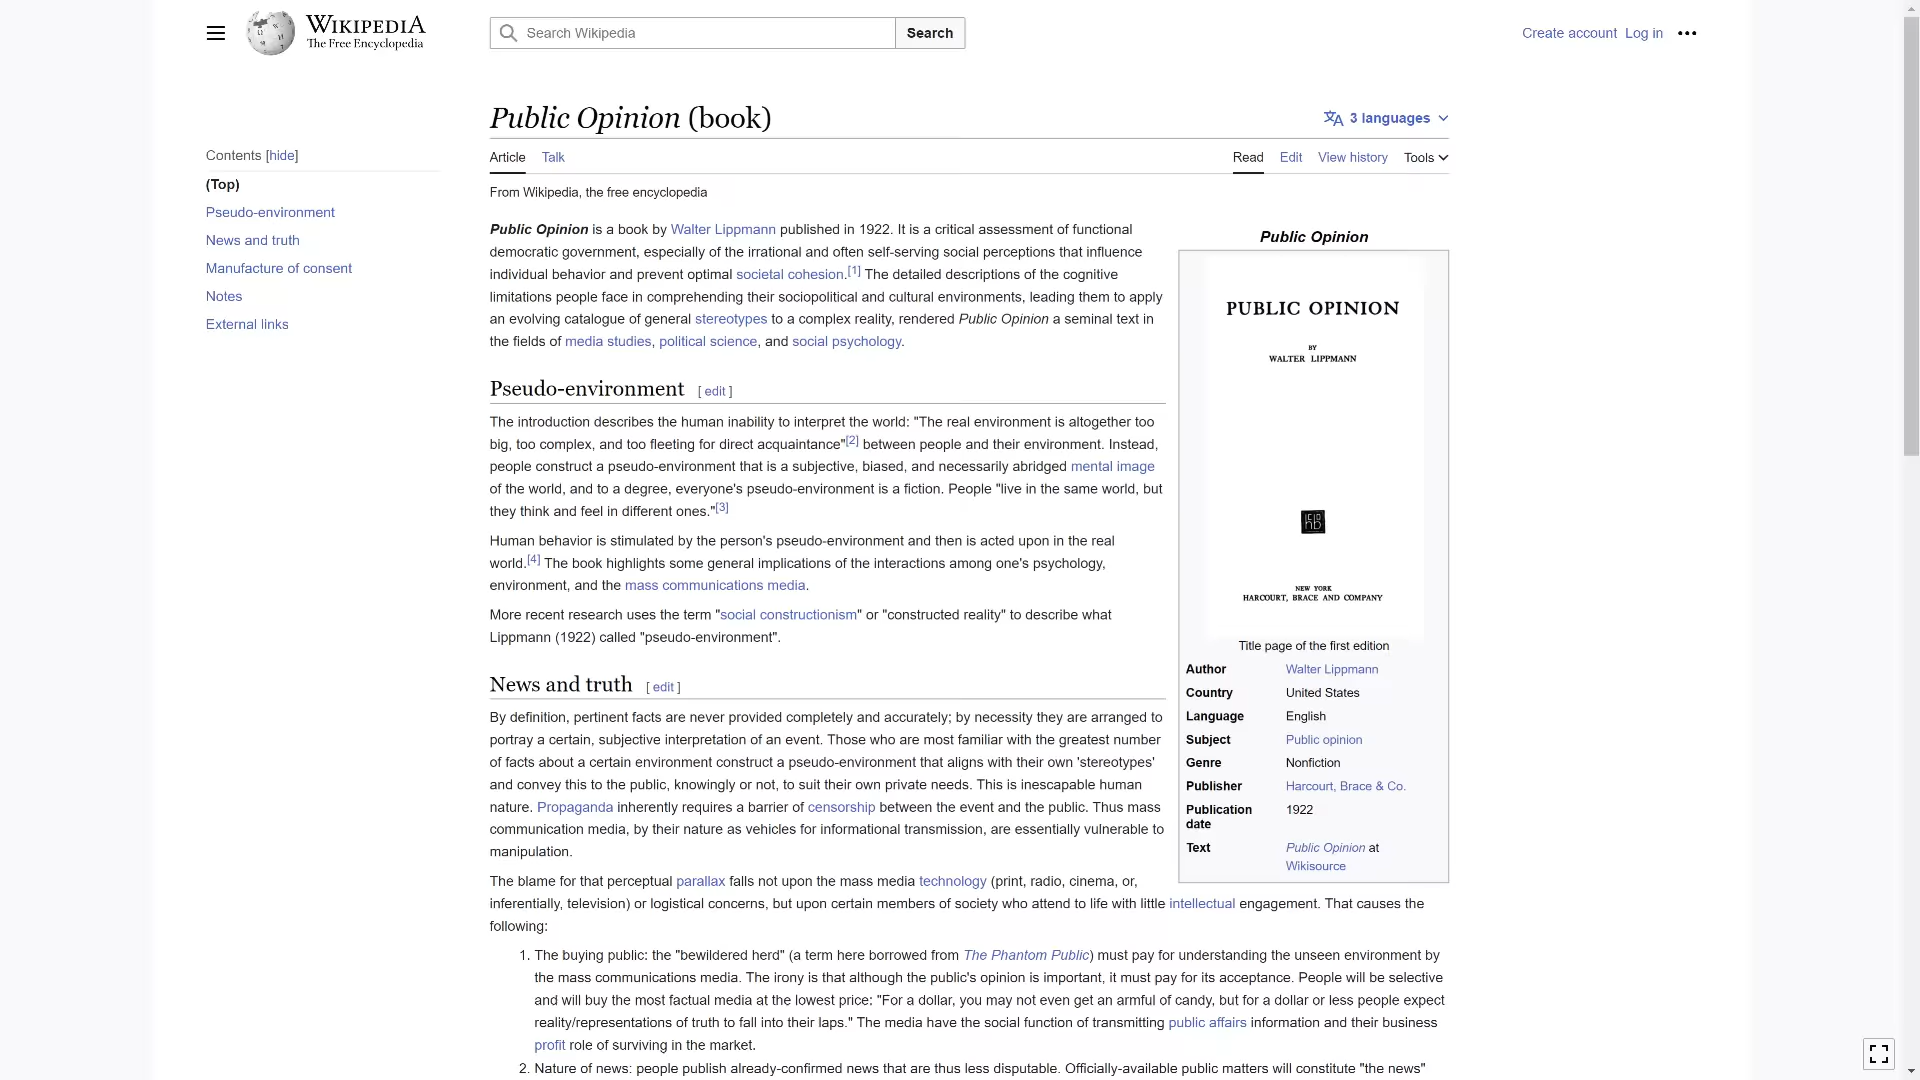 WIKIPEDIA
The Free Encyclopedia
Search Wikipedia
Search
Create account Log in
Public Opinion (book)
3 languages
Contents [hide]
(Top)
Pseudo-environment
News and truth
Manufacture of consent
Notes
External links
Article Talk
Read Edit View history Tools
From Wikipedia, the free encyclopedia
Public Opinion is a book by Walter Lippmann published in 1922. It is a critical assessment of functional
democratic government, especially of the irrational and often self-serving social perceptions that influence
individual behavior and prevent optimal societal cohesion.[1] The detailed descriptions of the cognitive
limitations people face in comprehending their sociopolitical and cultural environments, leading them to apply
an evolving catalogue of general stereotypes to a complex reality, rendered Public Opinion a seminal text in
the fields of media studies, political science, and social psychology.
Pseudo-environment [ edit ]
The introduction describes the human inability to interpret the world: "The real environment is altogether too
big, too complex, and too fleeting for direct acquaintance"[2] between people and their environment. Instead,
people construct a pseudo-environment that is a subjective, biased, and necessarily abridged mental image
of the world, and to a degree, everyone's pseudo-environment is a fiction. People "live in the same world, but
they think and feel in different ones."[3]
Human behavior is stimulated by the person's pseudo-environment and then is acted upon in the real
world.[4] The book highlights some general implications of the interactions among one's psychology,
environment, and the mass communications media.
More recent research uses the term "social constructionism" or "constructed reality" to describe what
Lippmann (1922) called "pseudo-environment".
News and truth [ edit ]
By definition, pertinent facts are never provided completely and accurately; by necessity they are arranged to
portray a certain, subjective interpretation of an event. Those who are most familiar with the greatest number
of facts about a certain environment construct a pseudo-environment that aligns with their own 'stereotypes'
and convey this to the public, knowingly or not, to suit their own private needs. This is inescapable human
nature. Propaganda inherently requires a barrier of censorship between the event and the public. Thus mass
communication media, by their nature as vehicles for informational transmission, are essentially vulnerable to
manipulation.
The blame for that perceptual parallax falls not upon the mass media technology (print, radio, cinema, or,
inferentially, television) or logistical concerns, but upon certain members of society who attend to life with little intellectual engagement. That causes the
following:
1. The buying public: the "bewildered herd" (a term here borrowed from The Phantom Public) must pay for understanding the unseen environment by
the mass communications media. The irony is that although the public's opinion is important, it must pay for its acceptance. People will be selective
and will buy the most factual media at the lowest price: "For a dollar, you may not even get an armful of candy, but for a dollar or less people expect
reality/representations of truth to fall into their laps." The media have the social function of transmitting public affairs information and their business
profit role of surviving in the market.
2. Nature of news: people publish already-confirmed news that are thus less disputable. Officially-available public matters will constitute "the news"
Public Opinion
PUBLIC OPINION
BY
WALTER LIPPMANN
NEW YORK
HARCOURT, BRACE AND COMPANY
Title page of the first edition
Author Walter Lippmann
Country United States
Language English
Subject Public opinion
Genre Nonfiction
Publisher Harcourt, Brace & Co.
Publication 1922
date
Text Public Opinion at
Wikisource